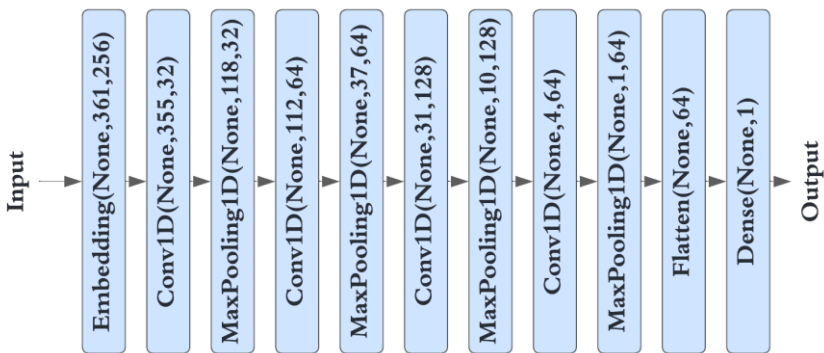 Input
Embedding(None,361,256)
Conv1D(None,355,32)
MaxPooling1D(None,118,32)
Conv1D(None,112,64)
MaxPooling1D(None,37,64)
Conv1D(None,31,128)
MaxPooling1D(None,10,128)
Conv1D(None,4,64)
MaxPooling1D(None,1,64)
Flatten(None,64)
Dense(None,1)
Output